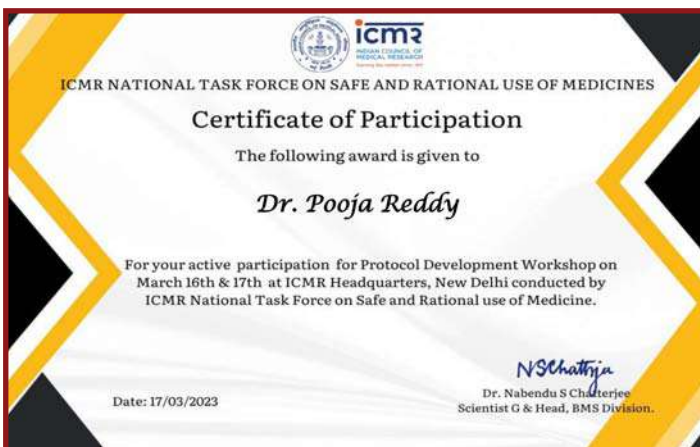 icmr
INDIAN COUNCIL OF
MEDICAL RESEARCH
ICMR NATIONAL TASK FORCE ON SAFE AND RATIONAL USE OF MEDICINES
Certificate of Participation
The following award is given to
Dr. Pooja Reddy
For your active participation for Protocol Development Workshop on
March 16th & 17th at ICMR Headquarters, New Delhi conducted by
ICMR National Task Force on Safe and Rational use of Medicine.
NSChatterjee
Date: 17/03/2023
Dr. Nabendu S Chatterjee
Scientist G & Head, BMS Division.